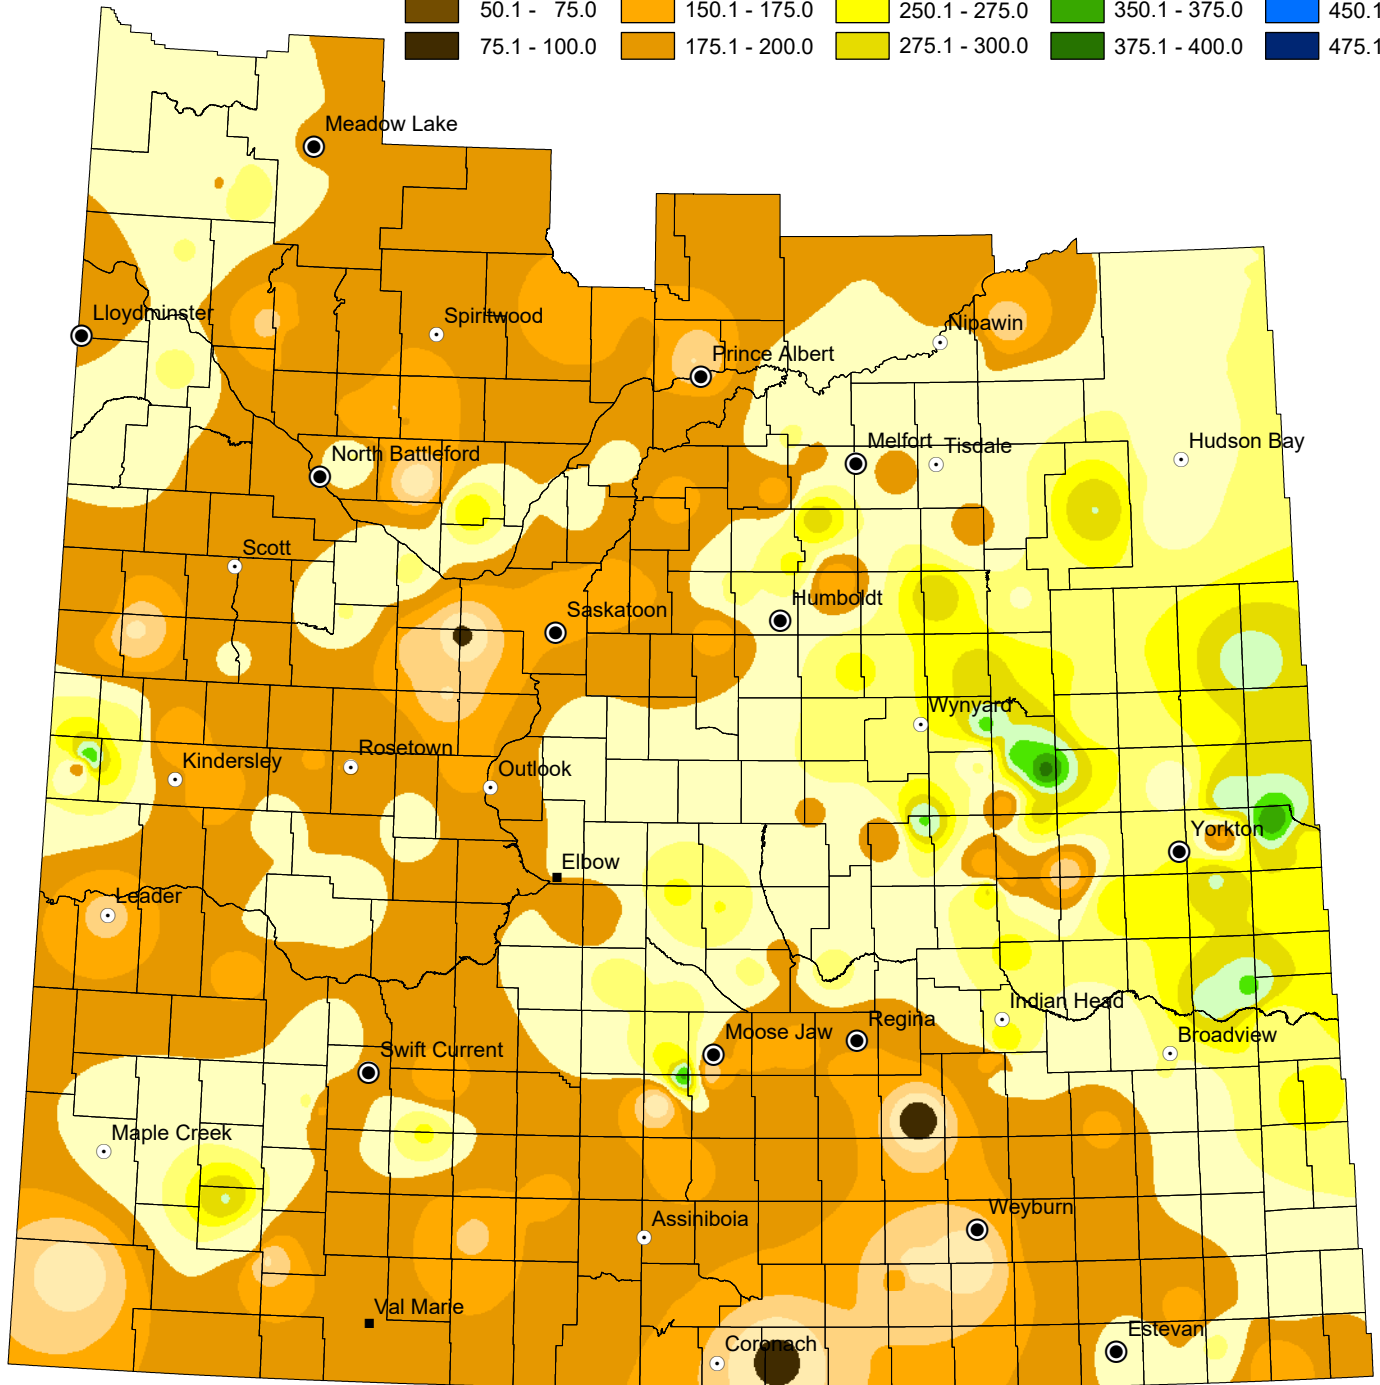 50.1 - 75.0 150.1 - 175.0 250.1 - 275.0 350.1 - 375.0 450.1
75.1 - 100.0 175.1 - 200.0 275.1 - 300.0 375.1 - 400.0 475.1
Meadow Lake
Lloydminster
Spiritwood
Nipawin
Prince Albert
Melfort
Tisdale
Hudson Bay
North Battleford
Scott
Saskatoon
Humboldt
Wynyard
Kindersley
Rosetown
Outlook
Yorkton
Elbow
Leader
Indian Head
Regina
Moose Jaw
Broadview
Swift Current
Maple Creek
Weyburn
Assiniboia
Val Marie
Estevan
Coronach